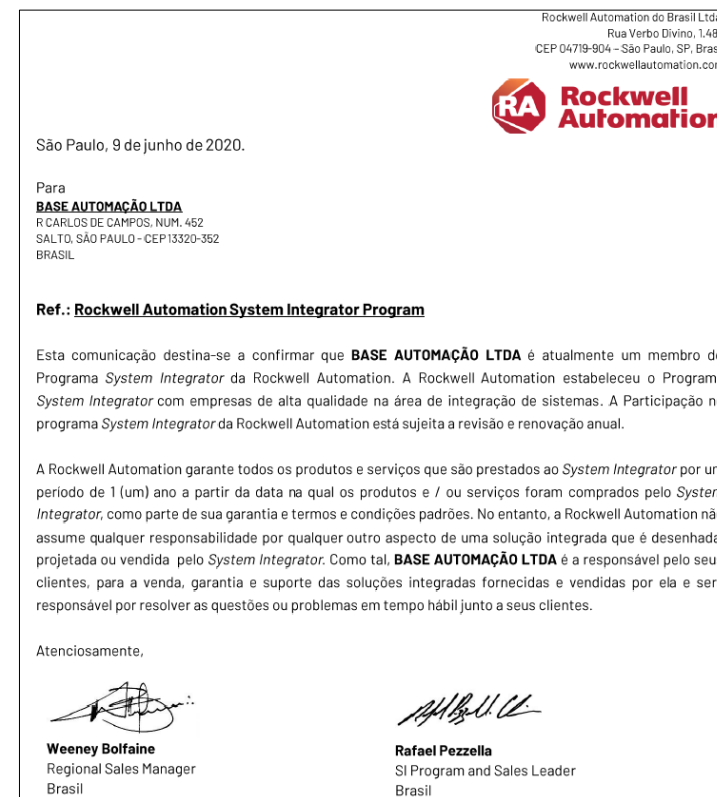 Rockwell Automation do Brasil Ltda
Rua Verbo Divino, 1.48
CEP 04719-904 – São Paulo, SP, Bras
www.rockwellautomation.com
RA Rockwell
Automation
São Paulo, 9 de junho de 2020.
Para
BASE AUTOMAÇÃO LTDA
R CARLOS DE CAMPOS, NUM. 452
SALTO, SÃO PAULO - CEP 13320-352
BRASIL
Ref.: Rockwell Automation System Integrator Program
Esta comunicação destina-se a confirmar que BASE AUTOMAÇÃO LTDA é atualmente um membro do
Programa System Integrator da Rockwell Automation. A Rockwell Automation estabeleceu o Program
System Integrator com empresas de alta qualidade na área de integração de sistemas. A Participação n
programa System Integrator da Rockwell Automation está sujeita a revisão e renovação anual.
A Rockwell Automation garante todos os produtos e serviços que são prestados ao System Integrator por um
período de 1 (um) ano a partir da data na qual os produtos e / ou serviços foram comprados pelo System
Integrator, como parte de sua garantia e termos e condições padrões. No entanto, a Rockwell Automation nã
assume qualquer responsabilidade por qualquer outro aspecto de uma solução integrada que é desenhada
projetada ou vendida pelo System Integrator. Como tal, BASE AUTOMAÇÃO LTDA é a responsável pelo seu
clientes, para a venda, garantia e suporte das soluções integradas fornecidas e vendidas por ela e ser
responsável por resolver as questões ou problemas em tempo hábil junto a seus clientes.
Atenciosamente,
Weeney Bolfaine
Regional Sales Manager
Brasil
Rafael Pezzella
SI Program and Sales Leader
Brasil